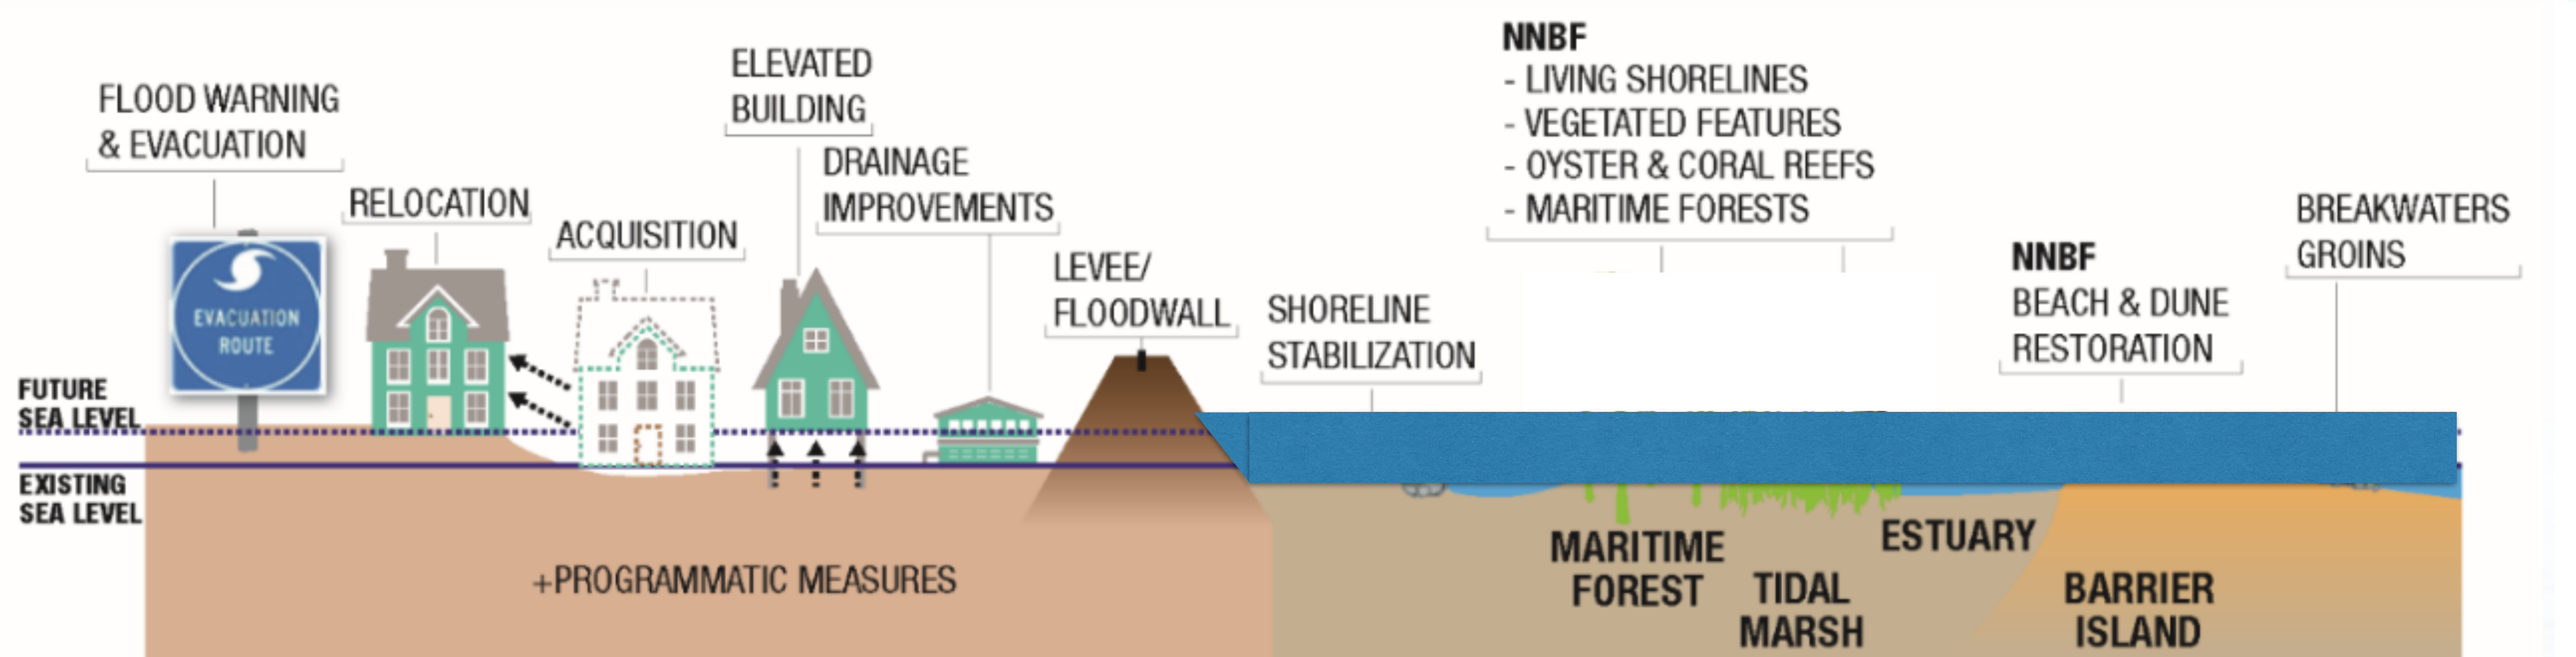 FLOOD WARNING
& EVACUATION
RELOCATION
ACQUISITION
ELEVATED
BUILDING
DRAINAGE
IMPROVEMENTS
LEVEE/
FLOODWALL
SHORELINE
STABILIZATION
NNBF
- LIVING SHORELINES
- VEGETATED FEATURES
- OYSTER & CORAL REEFS
- MARITIME FORESTS
NNBF
BEACH & DUNE
RESTORATION
BREAKWATERS
GROINS
EVACUATION
ROUTE
FUTURE
SEA LEVEL
EXISTING
SEA LEVEL
+PROGRAMMATIC MEASURES
MARITIME
FOREST
TIDAL
MARSH
ESTUARY
BARRIER
ISLAND